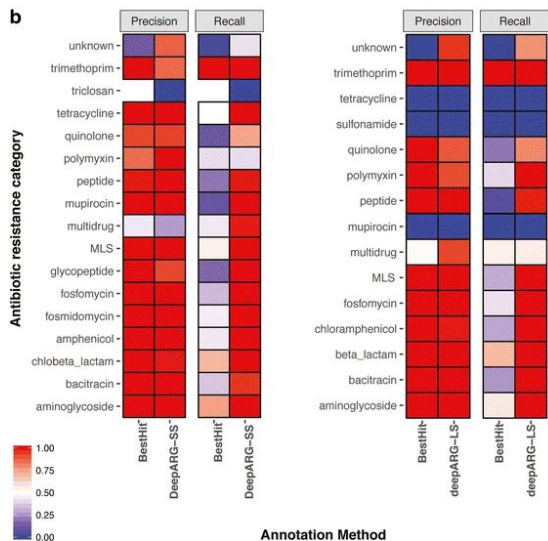 b
Precision Recall
unknown
trimethoprim
triclosan
tetracycline
quinolone
polymyxin
peptide
mupirocin
multidrug
MLS
glycopeptide
fosfomycin
fosmidomycin
amphenicol
chlobeta_lactam
bacitracin
aminoglycoside
BestHit
DeepARG-SS
BestHit
DeepARG-SS
Antibiotic resistance category
Precision Recall
unknown
trimethoprim
tetracycline
sulfonamide
quinolone
polymyxin
peptide
mupirocin
multidrug
MLS
fosfomycin
chloramphenicol
beta_lactam
bacitracin
aminoglycoside
BestHit
deepARG-LS
BestHit
deepARG-LS
1.00
0.75
0.50
0.25
0.00
Annotation Method